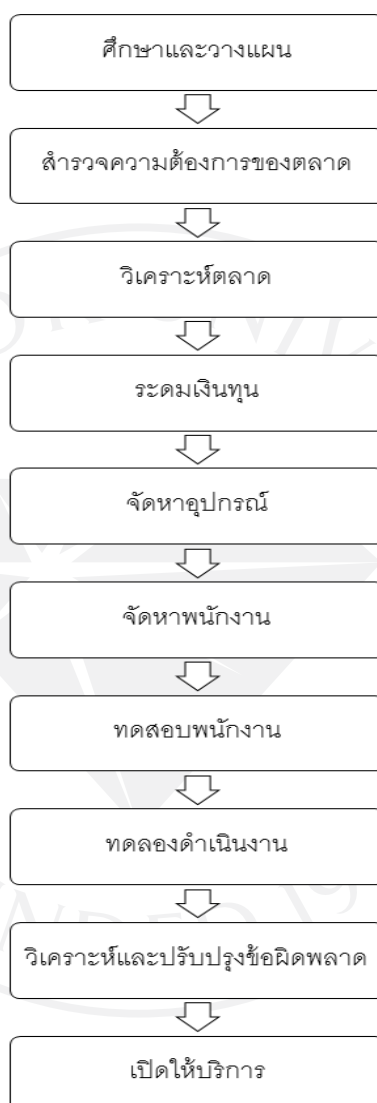 ศึกษาและวางแผน
สำรวจความต้องการของตลาด
วิเคราะห์ตลาด
ระดมเงินทุน
จัดหาอุปกรณ์
จัดหาพนักงาน
ทดสอบพนักงาน
ทดลองดำเนินงาน
วิเคราะห์และปรับปรุงข้อผิดพลาด
เปิดให้บริการ